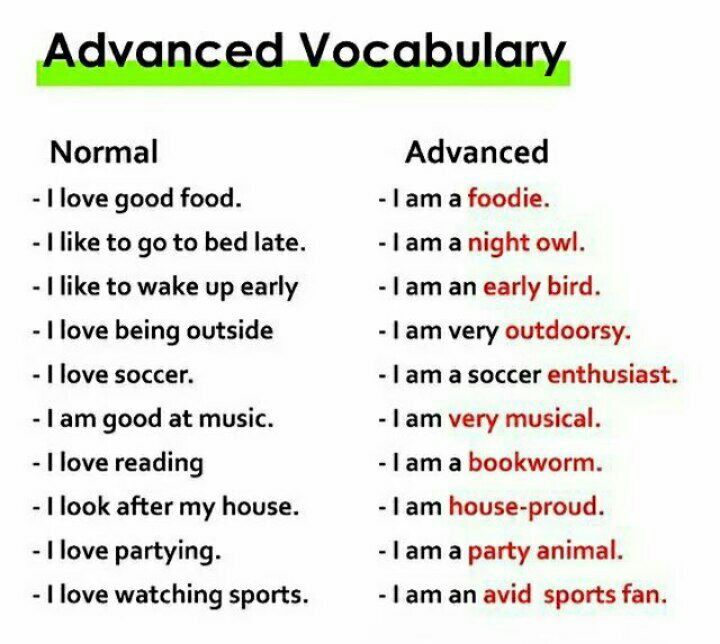 Advanced Vocabulary
Normal Advanced
- I love good food. - I am a foodie.
- I like to go to bed late. - I am a night owl.
- I like to wake up early - I am an early bird.
- I love being outside - I am very outdoorsy.
- I love soccer. - I am a soccer enthusiast.
- I am good at music. - I am very musical.
- I love reading - I am a bookworm.
- I look after my house. - I am house-proud.
- I love partying. - I am a party animal.
- I love watching sports. - I am an avid sports fan.